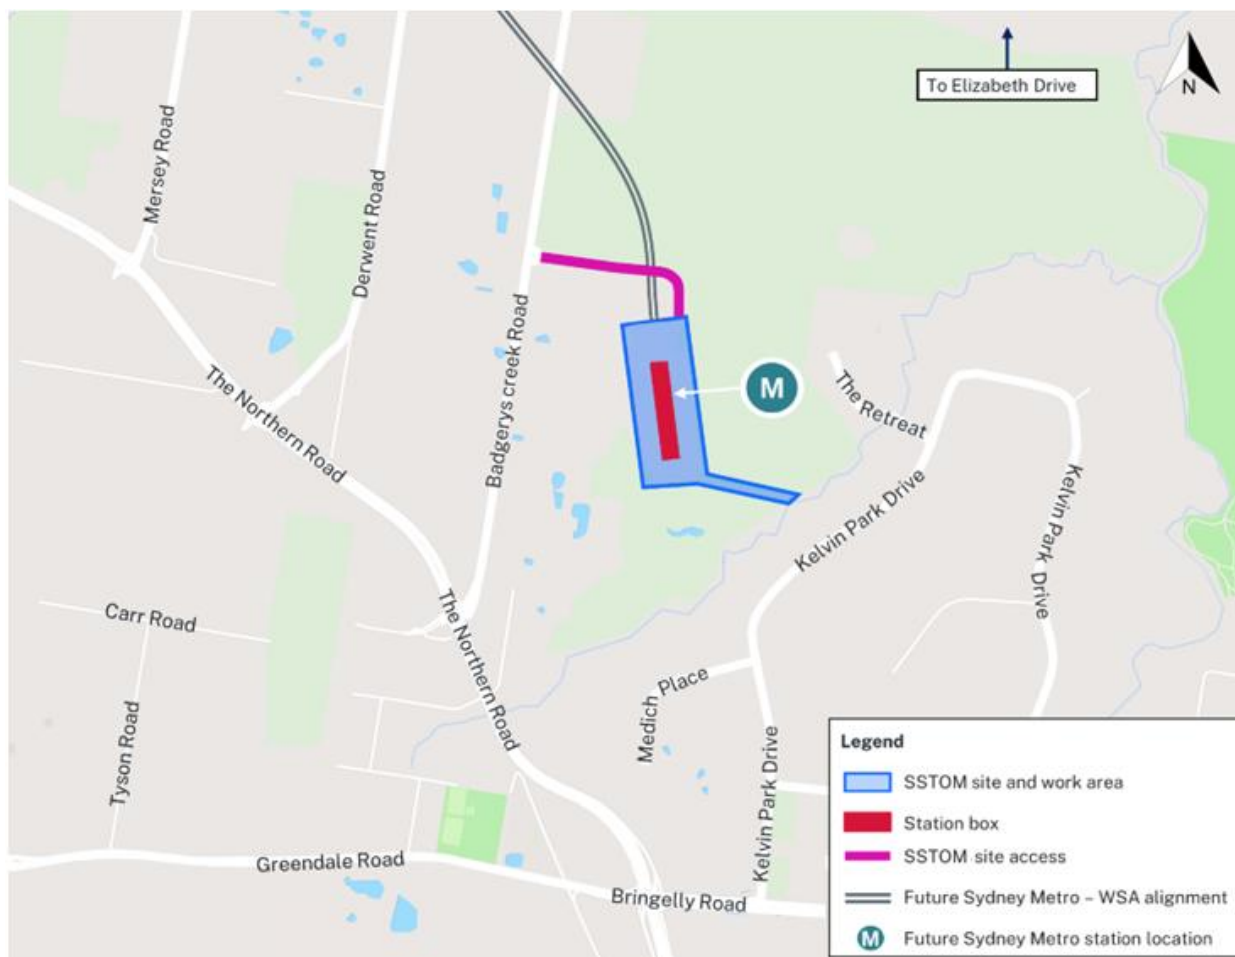 To Elizabeth Drive
N
Mersey Road
Derwent Road
Badgerys creek Road
The Northern Road
M
The Retreat
Kelvin Park Drive
Kelvin Park Drive
Carr Road
The Northern Road
Tyson Road
Medich Place
Kelvin Park Drive
Greendale Road
Bringelly Road
Legend
SSTOM site and work area
Station box
SSTOM site access
Future Sydney Metro – WSA alignment
M Future Sydney Metro station location